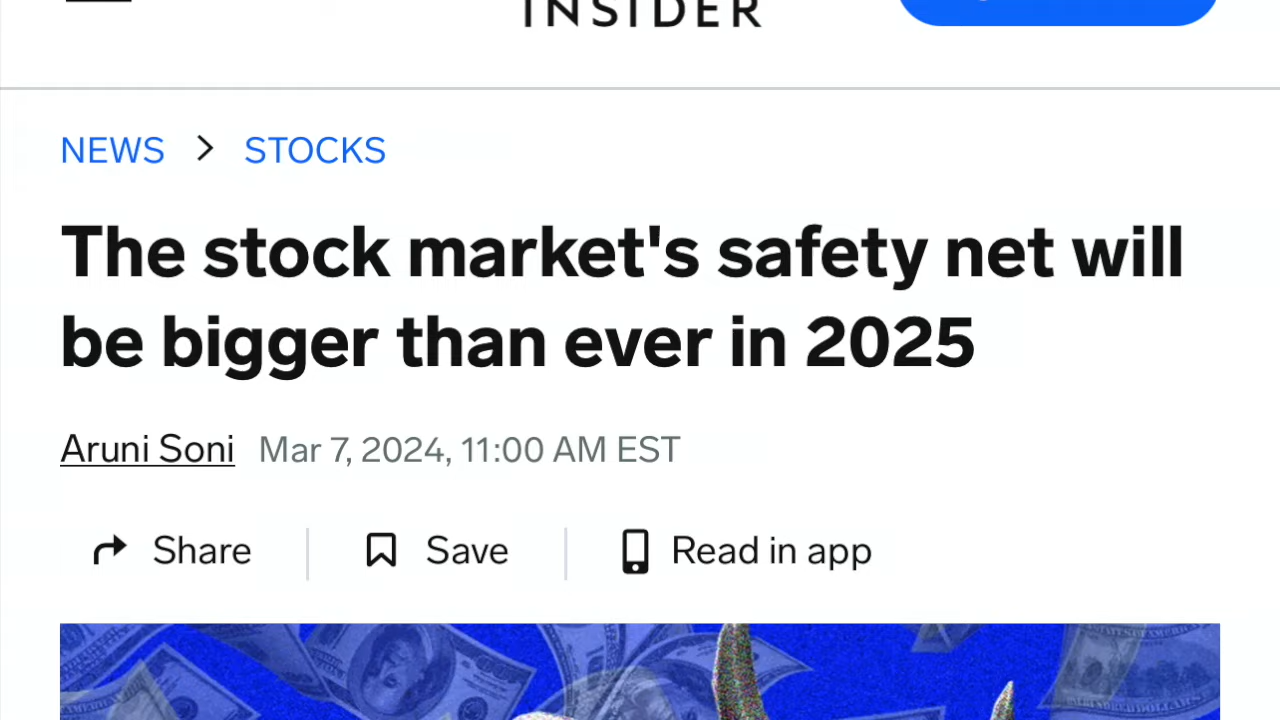 INSIDER
NEWS > STOCKS
The stock market's safety net will
be bigger than ever in 2025
Aruni Soni Mar 7, 2024, 11:00 AM EST
Share Save Read in app